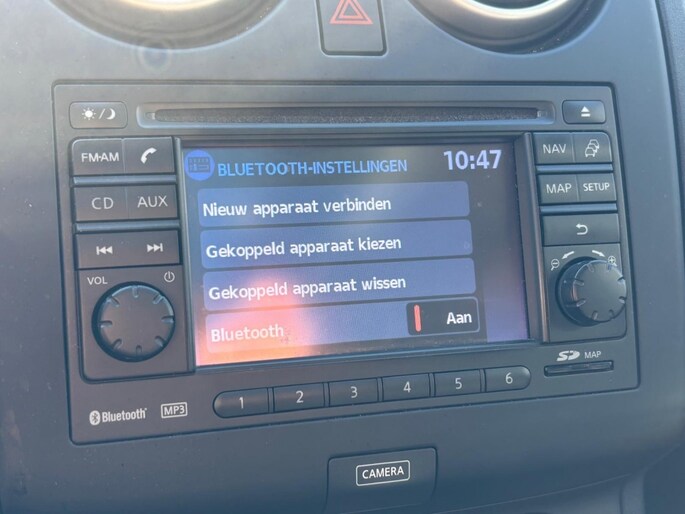 FM•AM
CD AUX
VOL
BLUETOOTH-INSTELLINGEN 10:47
Nieuw apparaat verbinden
Gekoppeld apparaat kiezen
Gekoppeld apparaat wissen
Bluetooth Aan
NAV
MAP SETUP
SD MAP
Bluetooth MP3
1 2 3 4 5 6
CAMERA